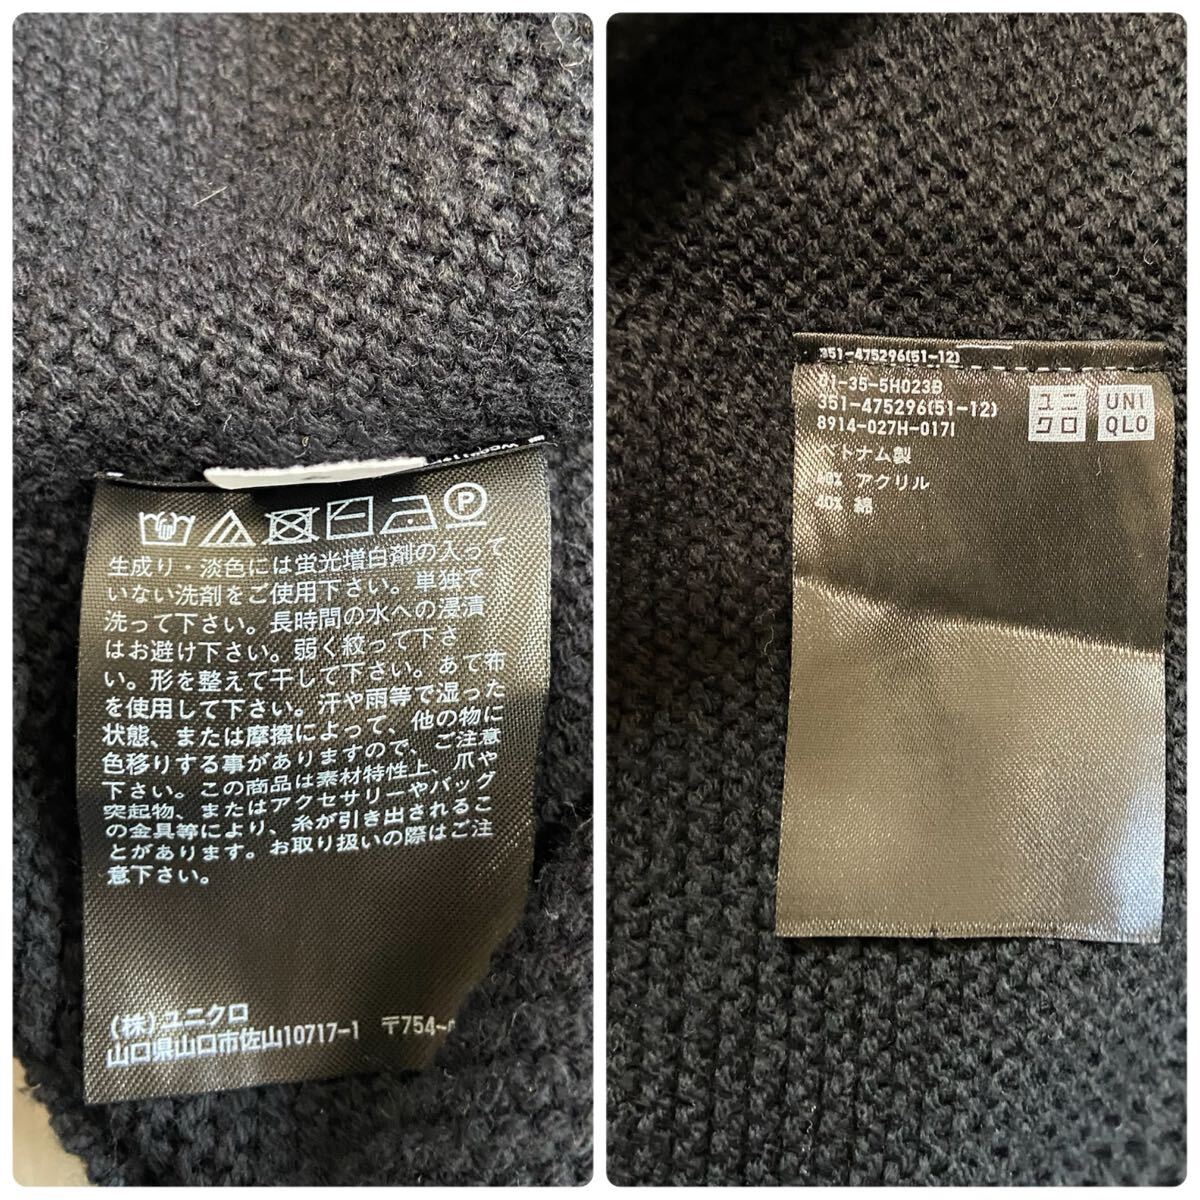 生成り・淡色には蛍光増白剤の入って
いない洗剤をご使用下さい。単独で
洗って下さい。長時間の水への浸漬
はお避け下さい。弱く絞って下さ
い。形を整えて干して下さい。あて布
を使用して下さい。汗や雨等で湿った
状態、または摩擦によって、他の物に
色移りする事がありますので、ご注意
下さい。この商品は素材特性上、爪や
突起物、またはアクセサリーやバッグ
の金具等により、糸が引き出されるこ
とがあります。お取り扱いの際はご注
意下さい。
(株)ユニクロ
山口県山口市佐山10717-1 〒754-
351-475296(51-12)
01-35-5H023B
351-475296(51-12)
8914-027H-017I
ベトナム製
アクリル
40% 綿
ユニ
クロ
UNI
QLO
P